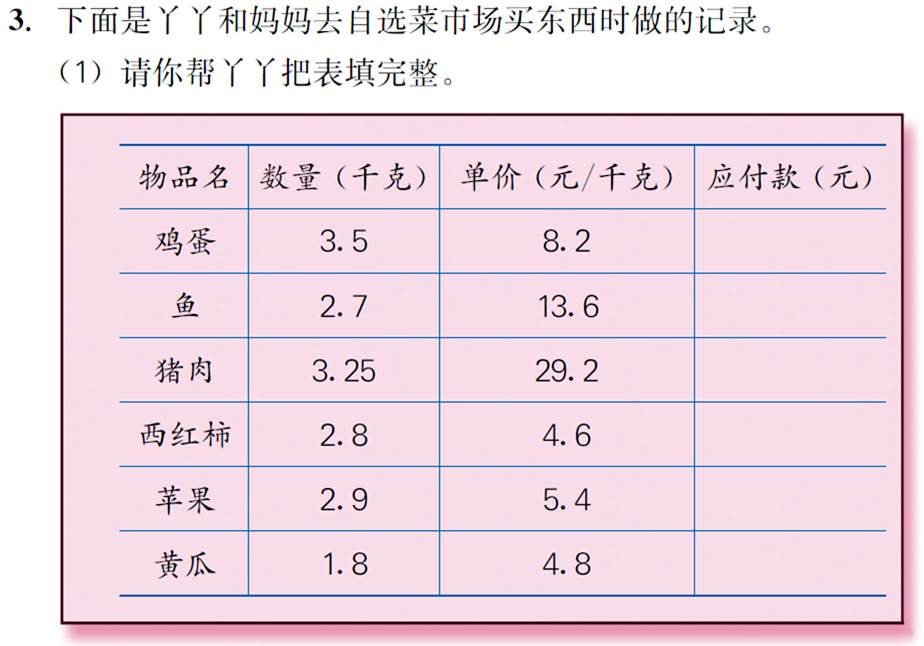 3. 下面是丫丫和妈妈去自选菜市场买东西时做的记录。
（1）请你帮丫丫把表填完整。
物品名 数量（千克） 单价（元/千克） 应付款（元）
鸡蛋 3.5 8.2
鱼 2.7 13.6
猪肉 3.25 29.2
西红柿 2.8 4.6
苹果 2.9 5.4
黄瓜 1.8 4.8